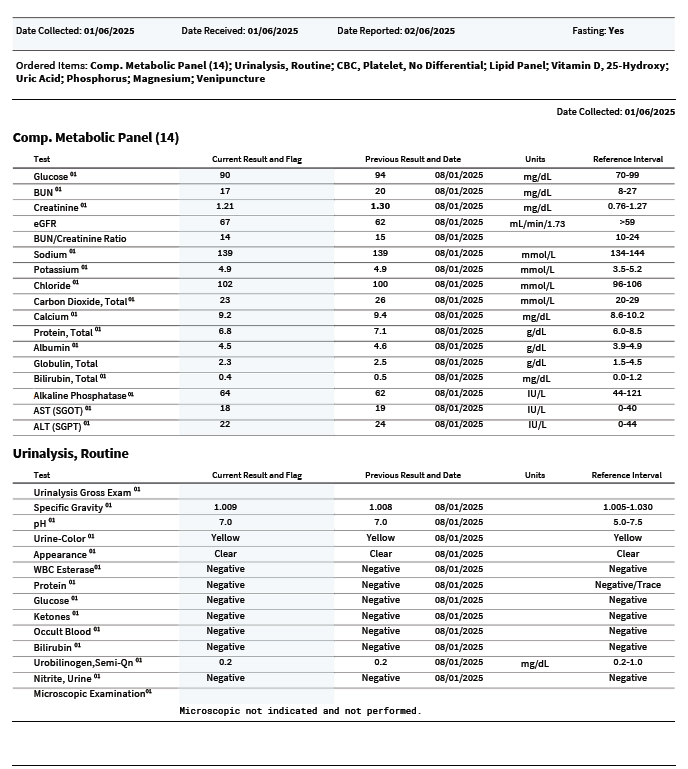 Date Collected: 01/06/2025 Date Received: 01/06/2025 Date Reported: 02/06/2025 Fasting: Yes
Ordered Items: Comp. Metabolic Panel (14); Urinalysis, Routine; CBC, Platelet, No Differential; Lipid Panel; Vitamin D, 25-Hydroxy;
Uric Acid; Phosphorus; Magnesium; Venipuncture
Date Collected: 01/06/2025
Comp. Metabolic Panel (14)
Test Current Result and Flag Previous Result and Date Units Reference Interval
Glucose 01 90 94 08/01/2025 mg/dL 70-99
BUN 01 17 20 08/01/2025 mg/dL 8-27
Creatinine 01 1.21 1.30 08/01/2025 mg/dL 0.76-1.27
eGFR 67 62 08/01/2025 mL/min/1.73 >59
BUN/Creatinine Ratio 14 15 08/01/2025 10-24
Sodium 01 139 139 08/01/2025 mmol/L 134-144
Potassium 01 4.9 4.9 08/01/2025 mmol/L 3.5-5.2
Chloride 01 102 100 08/01/2025 mmol/L 96-106
Carbon Dioxide, Total 01 23 26 08/01/2025 mmol/L 20-29
Calcium 01 9.2 9.4 08/01/2025 mg/dL 8.6-10.2
Protein, Total 01 6.8 7.1 08/01/2025 g/dL 6.0-8.5
Albumin 01 4.5 4.6 08/01/2025 g/dL 3.9-4.9
Globulin, Total 2.3 2.5 08/01/2025 g/dL 1.5-4.5
Bilirubin, Total 01 0.4 0.5 08/01/2025 mg/dL 0.0-1.2
Alkaline Phosphatase 01 64 62 08/01/2025 IU/L 44-121
AST (SGOT) 01 18 19 08/01/2025 IU/L 0-40
ALT (SGPT) 01 22 24 08/01/2025 IU/L 0-44
Urinalysis, Routine
Test Current Result and Flag Previous Result and Date Units Reference Interval
Urinalysis Gross Exam 01
Specific Gravity 01 1.009 1.008 08/01/2025 1.005-1.030
pH 01 7.0 7.0 08/01/2025 5.0-7.5
Urine-Color 01 Yellow Yellow 08/01/2025 Yellow
Appearance 01 Clear Clear 08/01/2025 Clear
WBC Esterase 01 Negative Negative 08/01/2025 Negative
Protein 01 Negative Negative 08/01/2025 Negative/Trace
Glucose 01 Negative Negative 08/01/2025 Negative
Ketones 01 Negative Negative 08/01/2025 Negative
Occult Blood 01 Negative Negative 08/01/2025 Negative
Bilirubin 01 Negative Negative 08/01/2025 Negative
Urobilinogen,Semi-Qn 01 0.2 0.2 08/01/2025 mg/dL 0.2-1.0
Nitrite, Urine 01 Negative Negative 08/01/2025 Negative
Microscopic Examination 01
Microscopic not indicated and not performed.